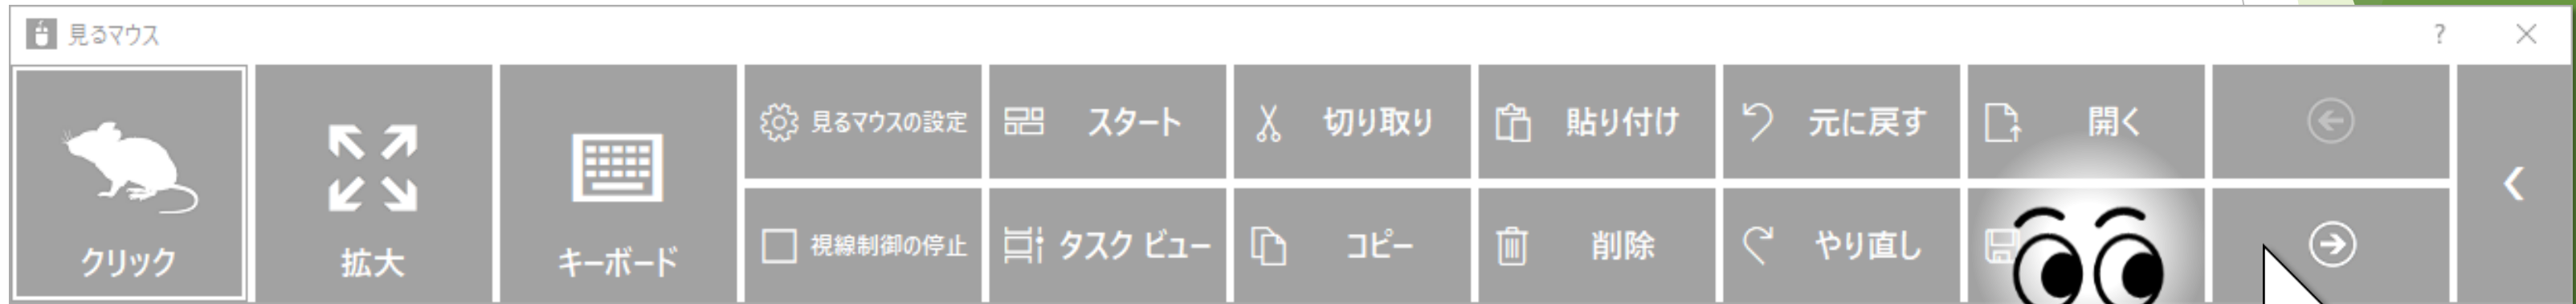 見るマウス ?
クリック
拡大
キーボード
見るマウスの設定
視線制御の停止
スタート
タスク ビュー
切り取り
コピー
貼り付け
削除
元に戻す
やり直し
開く